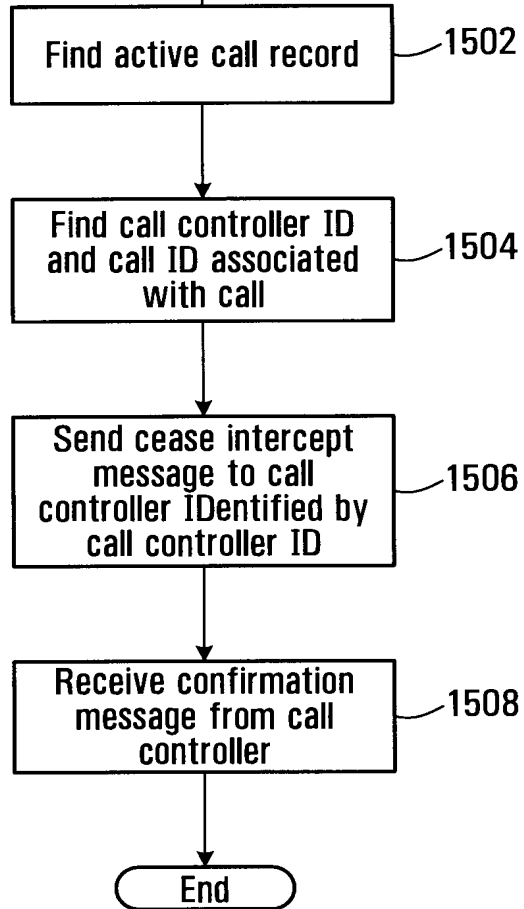 Find active call record
1502
Find call controller ID
and call ID associated
with call
1504
Send cease intercept
message to call
controller IDentified by
call controller ID
1506
Receive confirmation
message from call
controller
1508
End